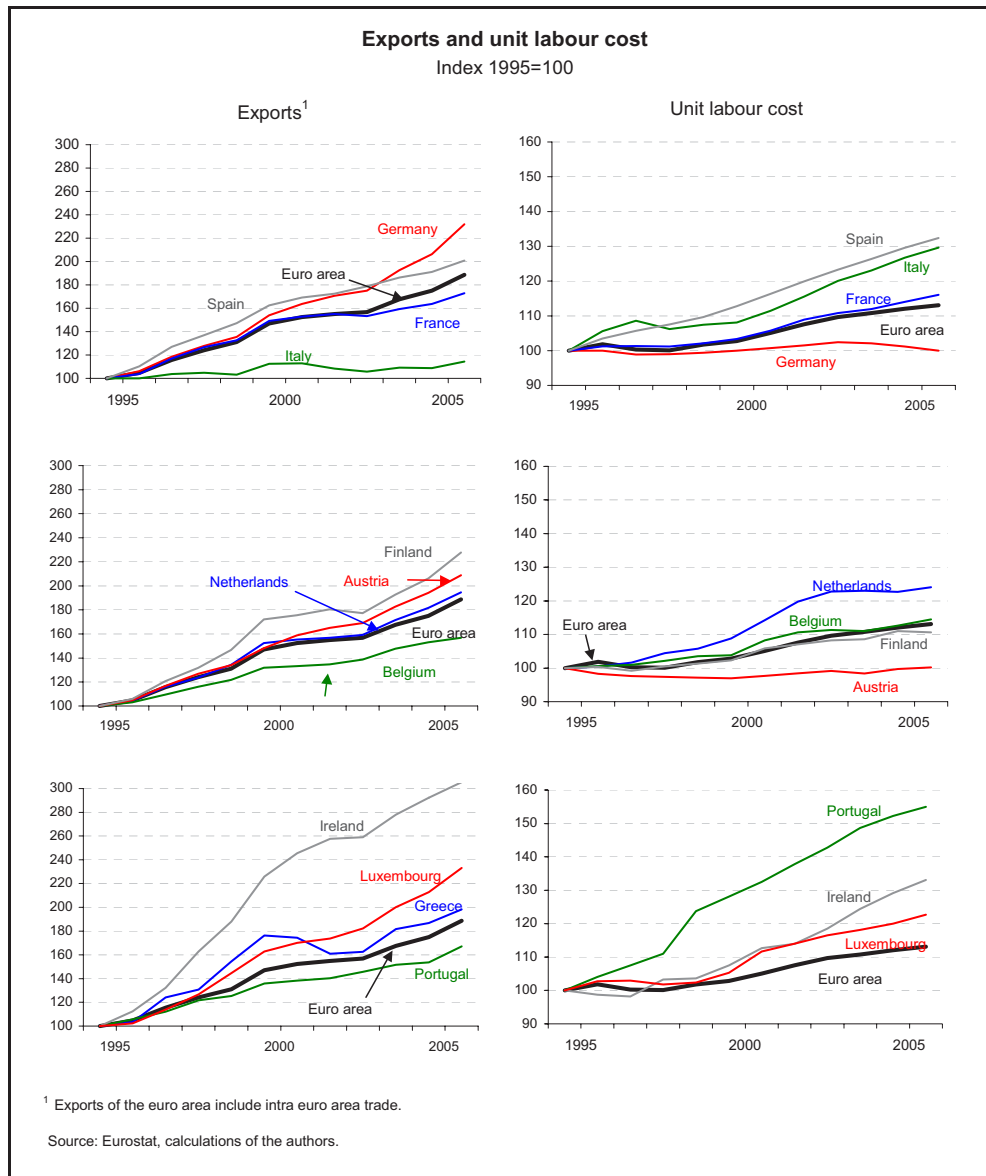 Exports and unit labour cost
Index 1995=100
Exports1
Unit labour cost
300
280
260
240
220
200
180
160
140
120
100
Germany
Euro area
Spain
France
Italy
1995 2000 2005
160
150
140
130
120
110
100
90
Spain
Italy
France
Euro area
Germany
1995 2000 2005
300
280
260
240
220
200
180
160
140
120
100
Finland
Netherlands
Austria
Euro area
Belgium
1995 2000 2005
160
150
140
130
120
110
100
90
Netherlands
Euro area
Belgium
Finland
Austria
1995 2000 2005
300
280
260
240
220
200
180
160
140
120
100
Ireland
Luxembourg
Greece
Portugal
Euro area
1995 2000 2005
160
150
140
130
120
110
100
90
Portugal
Ireland
Luxembourg
Euro area
1995 2000 2005
1 Exports of the euro area include intra euro area trade.
Source: Eurostat, calculations of the authors.